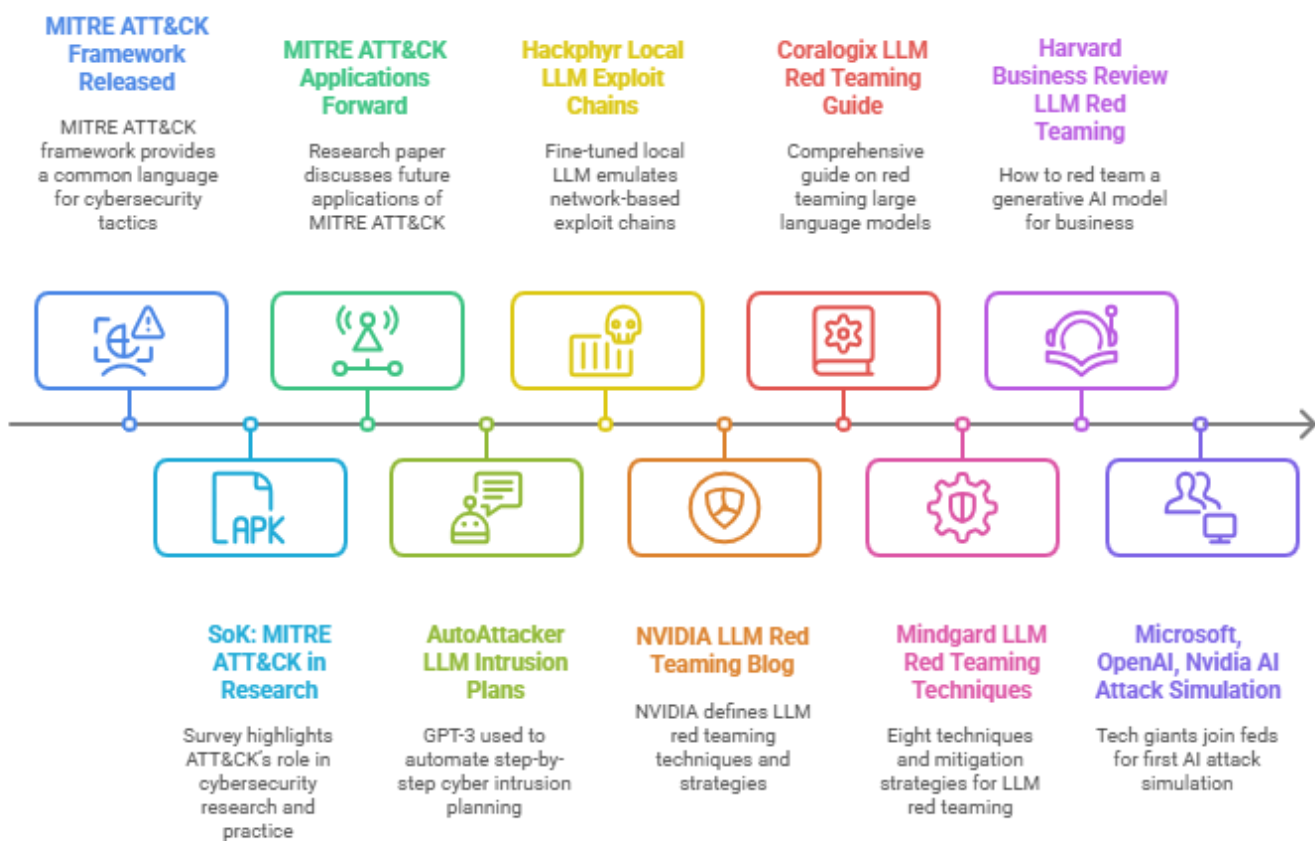 MITRE ATT&CK
Framework
Released
MITRE ATT&CK
framework provides
a common language
for cybersecurity
tactics
MITRE ATT&CK
Applications
Forward
Research paper
discusses future
applications of
MITRE ATT&CK
Hackphyr Local
LLM Exploit
Chains
Fine-tuned local
LLM emulates
network-based
exploit chains
Coralogix LLM
Red Teaming
Guide
Comprehensive
guide on red
teaming large
language models
Harvard
Business Review
LLM Red
Teaming
How to red team a
generative AI model
for business
APK
SoK: MITRE
ATT&CK in
Research
Survey highlights
ATT&CK's role in
cybersecurity
research and
practice
AutoAttacker
LLM Intrusion
Plans
GPT-3 used to
automate step-by-
step cyber intrusion
planning
NVIDIA LLM Red
Teaming Blog
NVIDIA defines LLM
red teaming
techniques and
strategies
Mindgard LLM
Red Teaming
Techniques
Eight techniques
and mitigation
strategies for LLM
red teaming
Microsoft,
OpenAI, Nvidia AI
Attack Simulation
Tech giants join feds
for first AI attack
simulation